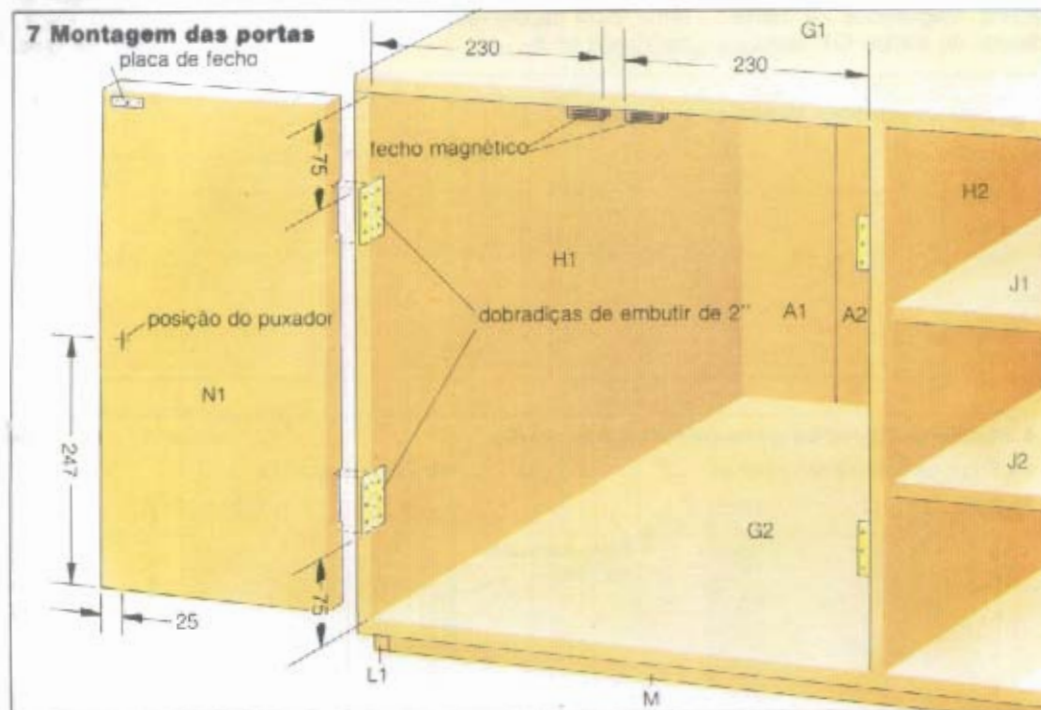 7 Montagem das portas
placa de fecho
G1
230
230
fecho magnético
75
H2
H1
J1
dobradiças de embutir de 2"
A1
A2
posição do puxador
N1
247
J2
G2
75
25
L1
M